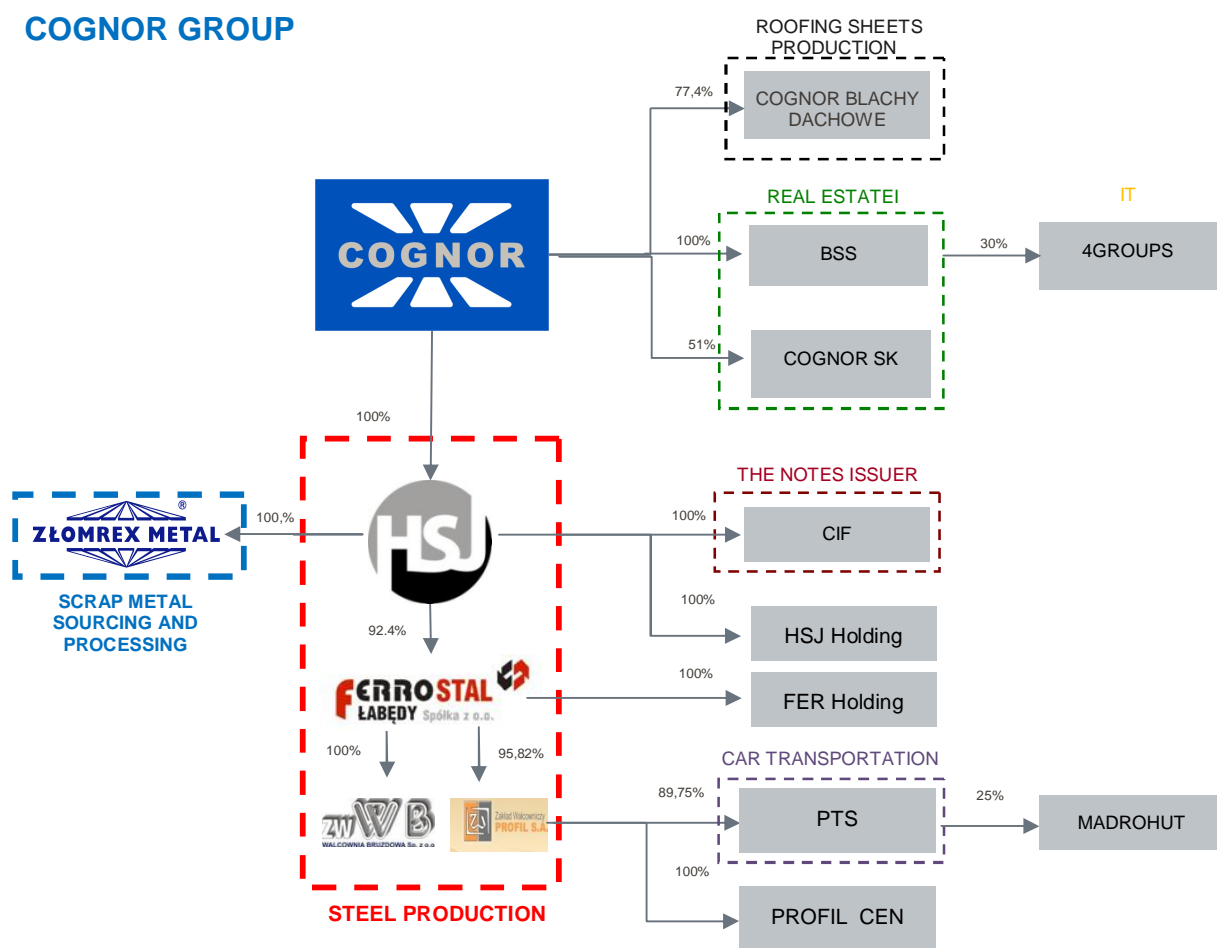 COGNOR GROUP
ROOFING SHEETS
PRODUCTION
77,4%
COGNOR BLACHY
DACHOWE
REAL ESTATEI
IT
COGNOR
100%
BSS
30%
4GROUPS
51%
COGNOR SK
100%
THE NOTES ISSUER
ZŁOMREX METAL
®
100,%
HSJ
100%
CIF
SCRAP METAL
SOURCING AND
PROCESSING
92.4%
100%
HSJ Holding
FERROSTAL
ŁABĘDY Spółka z o.o.
100%
FER Holding
100%
95,82%
CAR TRANSPORTATION
89,75%
PTS
25%
MADROHUT
ZW WB
WALCOWNIA BRUZDOWA Sp. z o.o
Zakład Walcowniczy
PROFIL S.A.
100%
PROFIL CEN
STEEL PRODUCTION